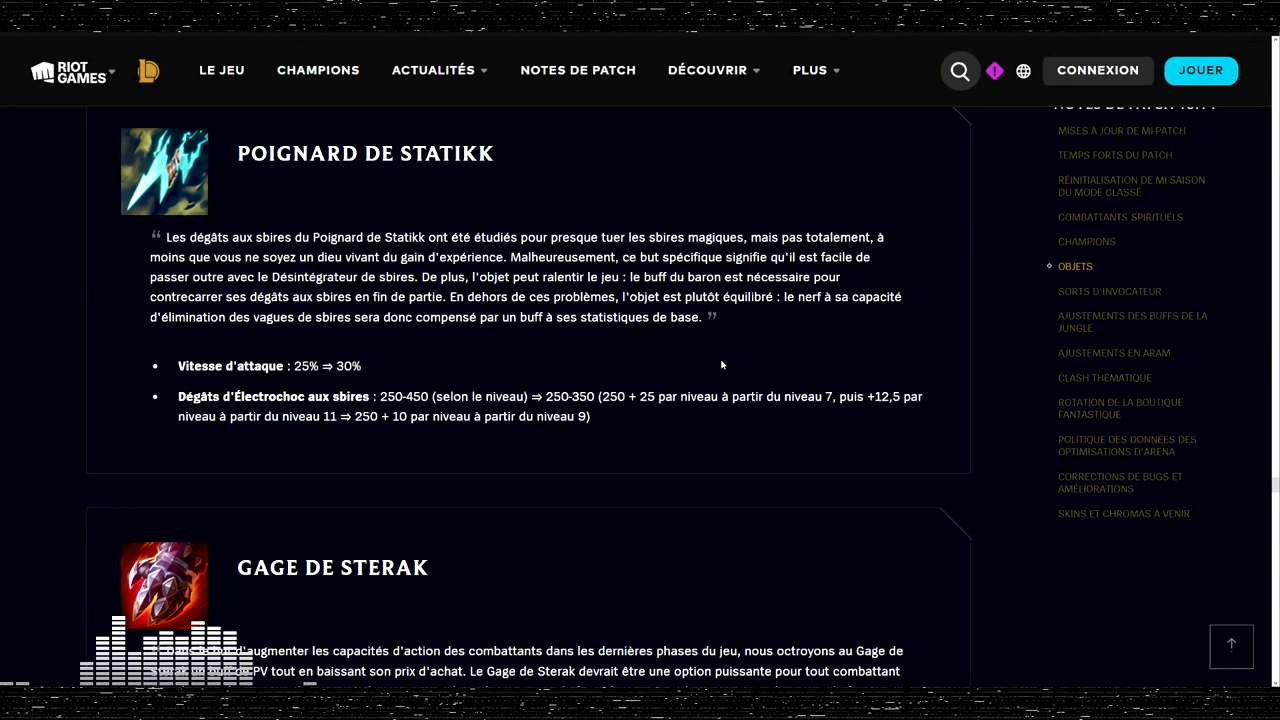 RIOT GAMES
LE JEU
CHAMPIONS
ACTUALITÉS
NOTES DE PATCH
DÉCOUVRIR
PLUS
CONNEXION
JOUER
POIGNARD DE STATIKK
“ Les dégâts aux sbires du Poignard de Statikk ont été étudiés pour presque tuer les sbires magiques, mais pas totalement, à
moins que vous ne soyez un dieu vivant du gain d'expérience. Malheureusement, ce but spécifique signifie qu'il est facile de
passer outre avec le Désintégrateur de sbires. De plus, l'objet peut ralentir le jeu : le buff du baron est nécessaire pour
contrecarrer ses dégâts aux sbires en fin de partie. En dehors de ces problèmes, l'objet est plutôt équilibré : le nerf à sa capacité
d'élimination des vagues de sbires sera donc compensé par un buff à ses statistiques de base. ”
• Vitesse d'attaque : 25% ⇒ 30%
• Dégâts d'Électrochoc aux sbires : 250-450 (selon le niveau) ⇒ 250-350 (250 + 25 par niveau à partir du niveau 7, puis +12,5 par
niveau à partir du niveau 11 ⇒ 250 + 10 par niveau à partir du niveau 9)
GAGE DE STERAK
d'augmenter les capacités d'action des combattants dans les dernières phases du jeu, nous octroyons au Gage de
PV tout en baissant son prix d'achat. Le Gage de Sterak devrait être une option puissante pour tout combattant
NOTES DE PATCH
MISES À JOUR DE MI-PATCH
TEMPS FORTS DU PATCH
RÉINITIALISATION DE MI-SAISON
DU MODE CLASSÉ
COMBATTANTS SPIRITUELS
CHAMPIONS
OBJETS
SORTS D'INVOCATEUR
AJUSTEMENTS DES BUFFS DE LA
JUNGLE
AJUSTEMENTS EN ARAM
CLASH THÉMATIQUE
ROTATION DE LA BOUTIQUE
FANTASTIQUE
POLITIQUE DES DONNÉES DES
OPTIMISATIONS D'ARENA
CORRECTIONS DE BUGS ET
AMÉLIORATIONS
SKINS ET CHROMAS À VENIR